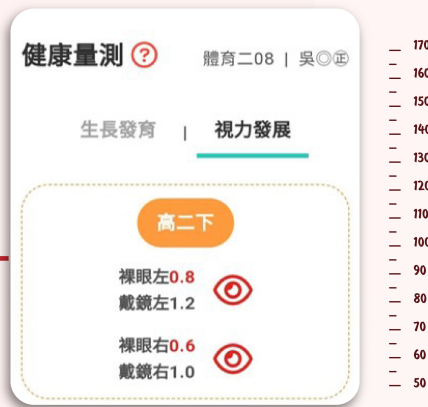 健康量測 ?
體育二08 | 吳◎㊣
生長發育 | 視力發展
高二下
裸眼左0.8
戴鏡左1.2
裸眼右0.6
戴鏡右1.0
170
160
150
140
130
120
110
100
90
80
70
60
50